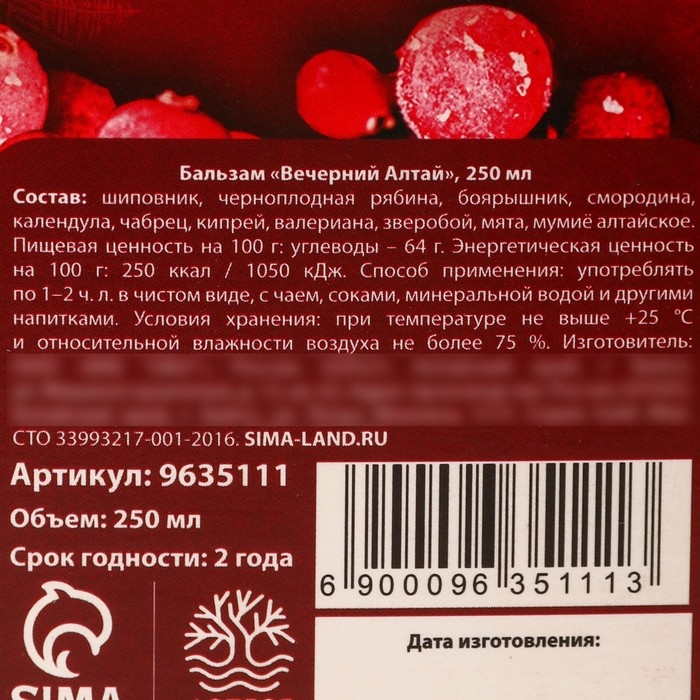 Бальзам «Вечерний Алтай», 250 мл
Состав: шиповник, черноплодная рябина, боярышник, смородина,
календула, чабрец, кипрей, валериана, зверобой, мята, мумиё алтайское.
Пищевая ценность на 100 г: углеводы – 64 г. Энергетическая ценность
на 100 г: 250 ккал / 1050 кДж. Способ применения: употреблять
по 1–2 ч. л. в чистом виде, с чаем, соками, минеральной водой и другими
напитками. Условия хранения: при температуре не выше +25 °С
и относительной влажности воздуха не более 75 %. Изготовитель:
СТО 33993217-001-2016. SIMA-LAND.RU
Артикул: 9635111
Объем: 250 мл
Срок годности: 2 года
6 900096 351113
Дата изготовления:
SIMA